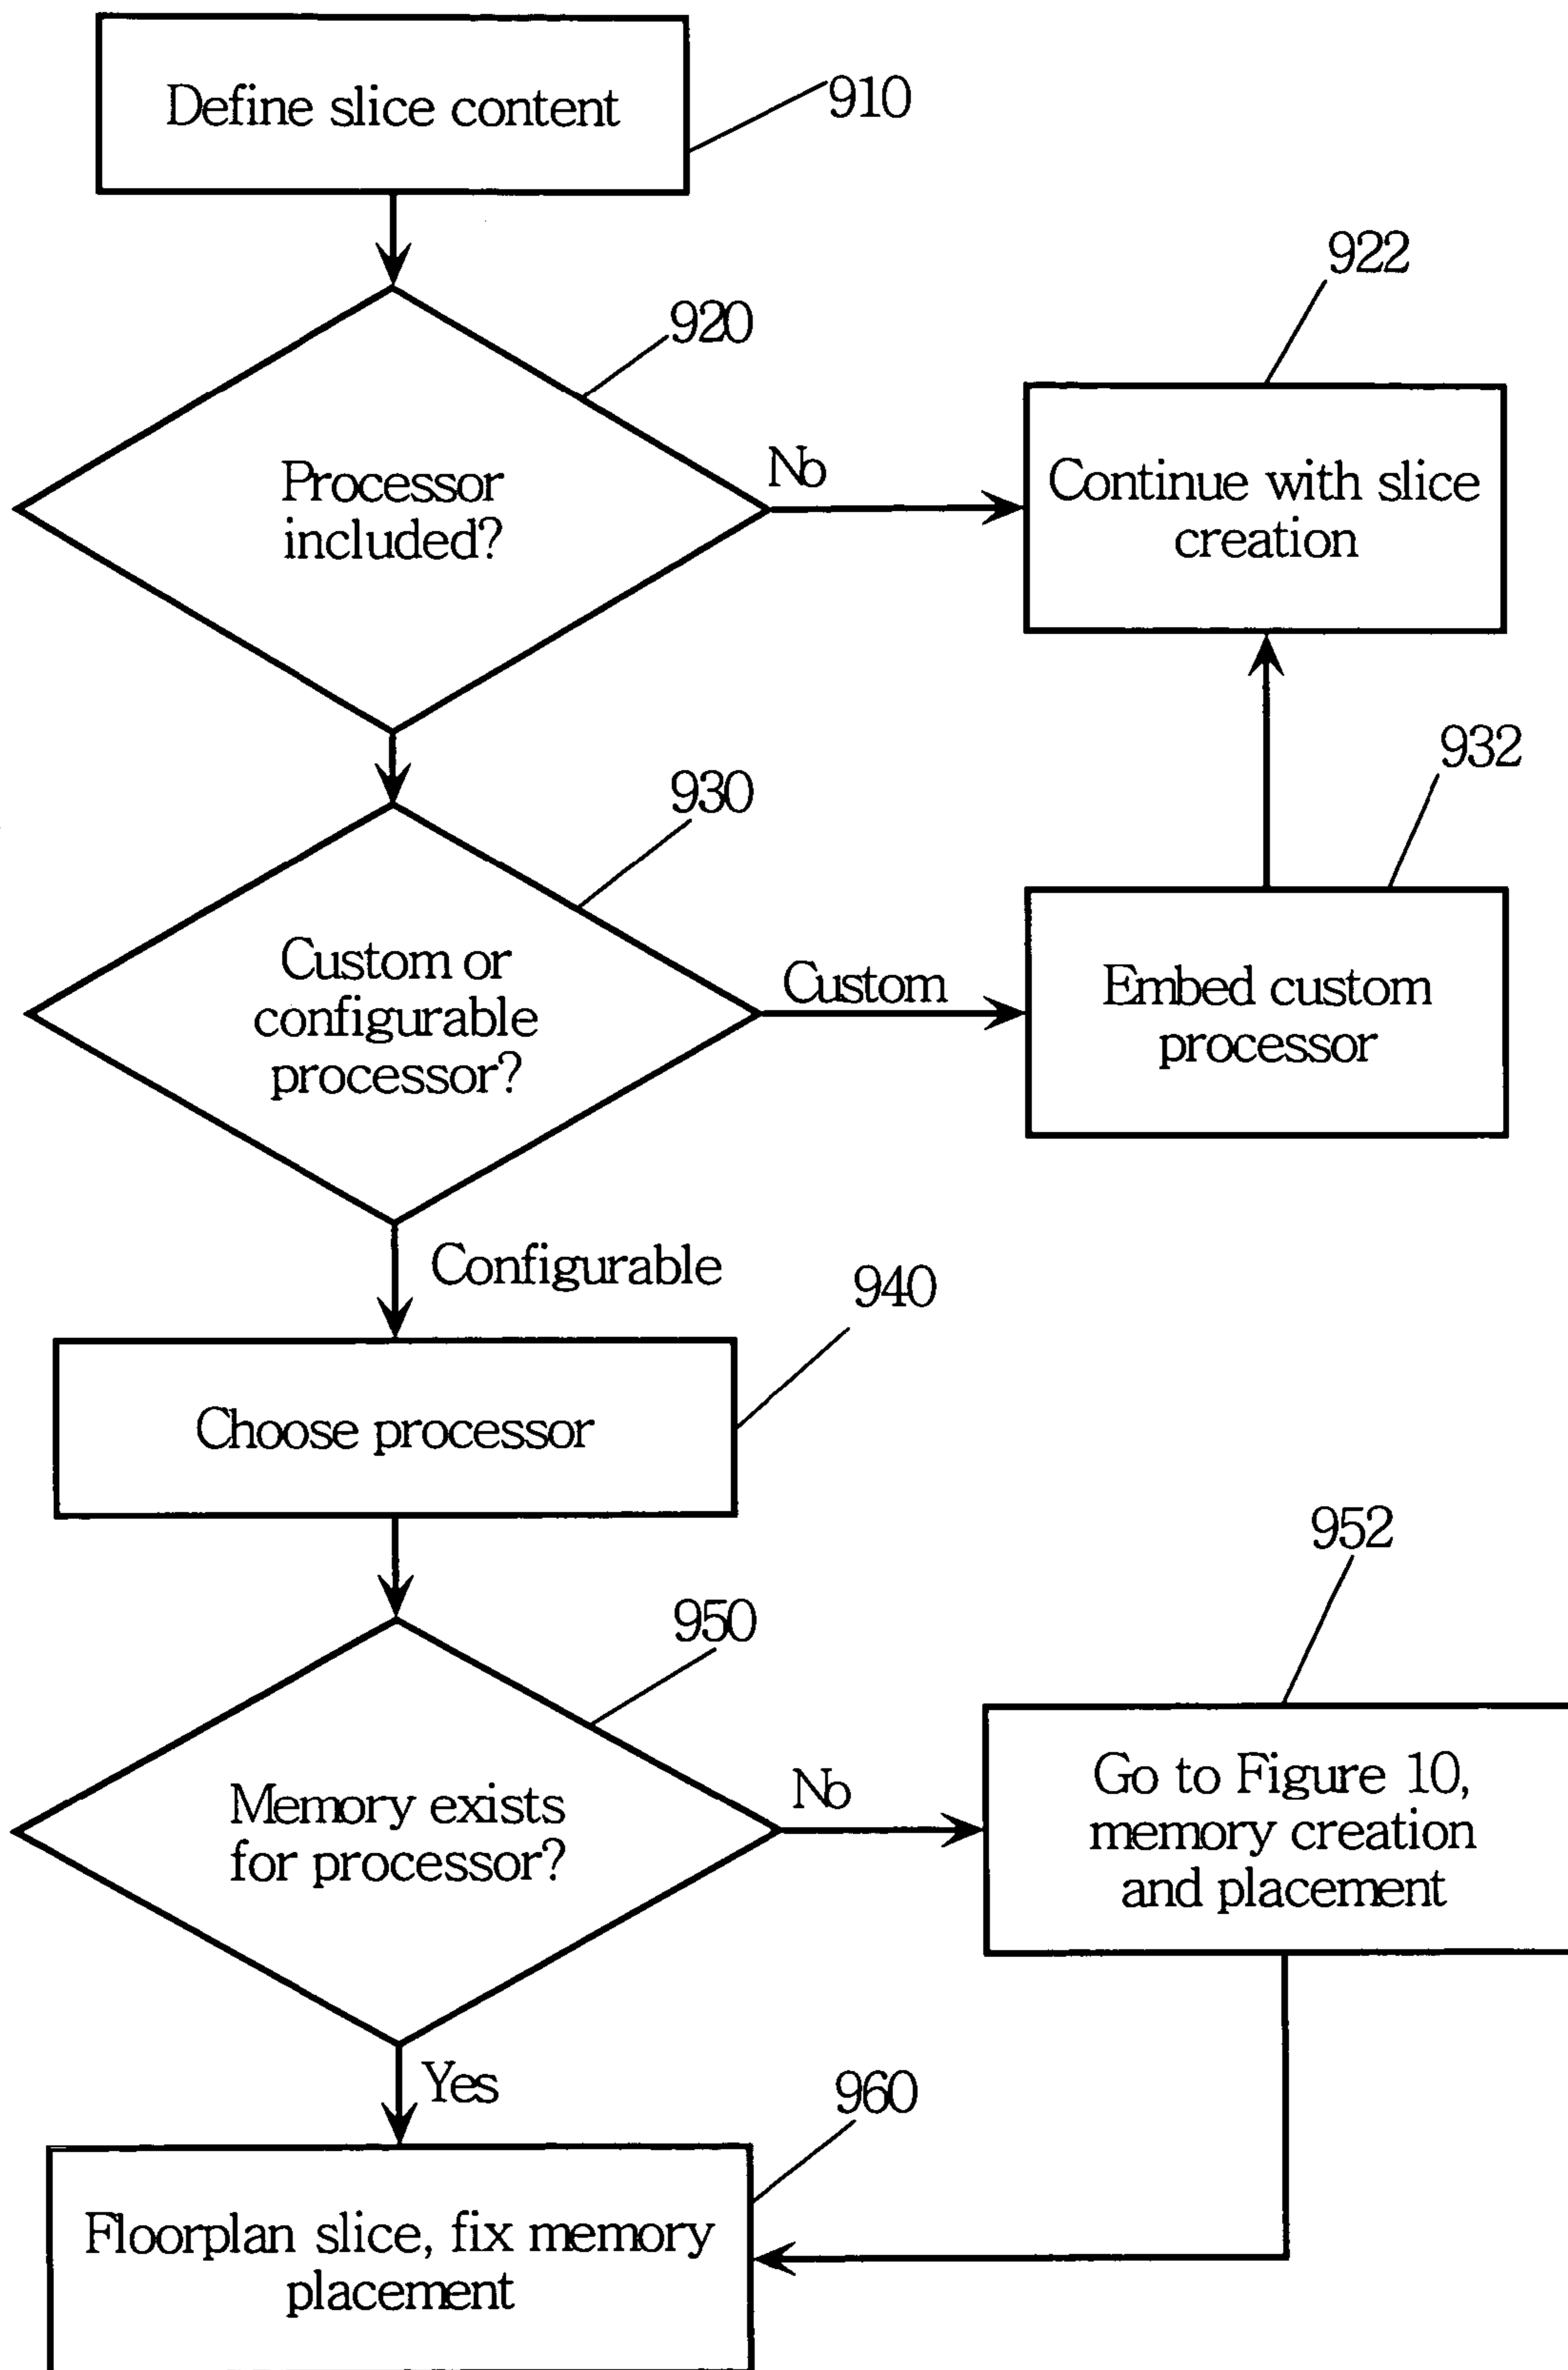 Define slice content
910
922
920
Processor
included?
No
Continue with slice
creation
932
930
Custom or
configurable
processor?
Custom
Embed custom
processor
Configurable
940
Choose processor
952
950
Memory exists
for processor?
No
Go to Figure 10,
memory creation
and placement
Yes
960
Floorplan slice, fix memory
placement